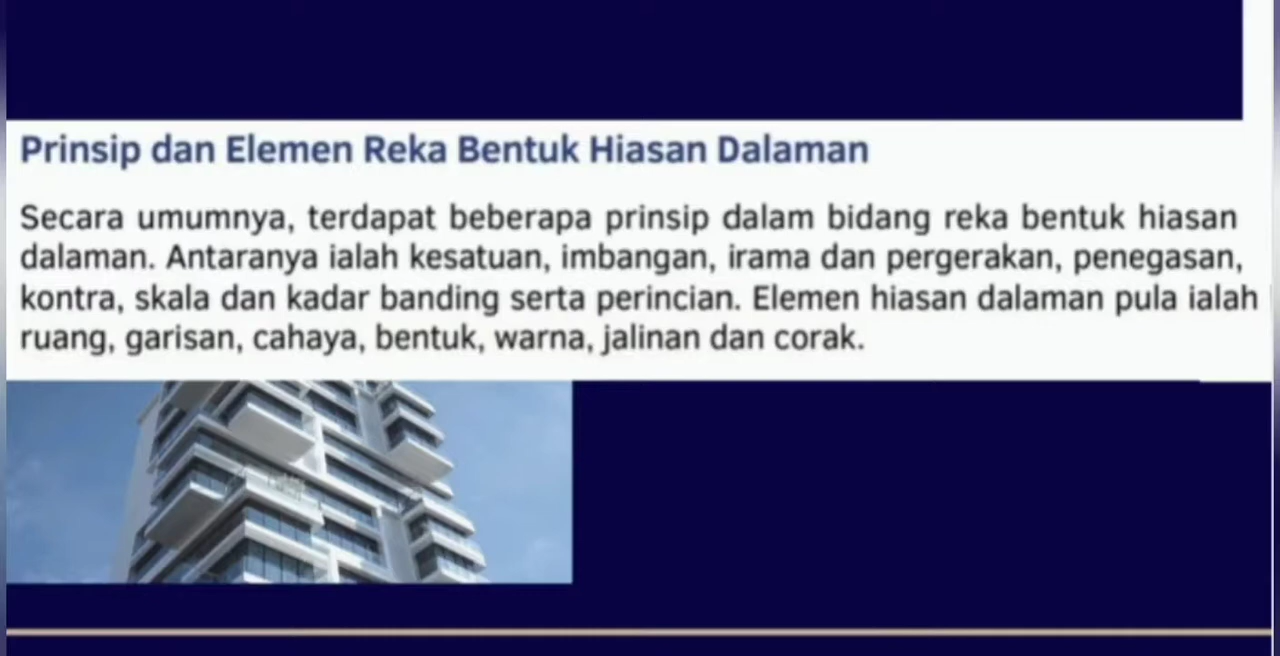 Prinsip dan Elemen Reka Bentuk Hiasan Dalaman
Secara umumnya, terdapat beberapa prinsip dalam bidang reka bentuk hiasan
dalaman. Antaranya ialah kesatuan, imbangan, irama dan pergerakan, penegasan,
kontra, skala dan kadar banding serta perincian. Elemen hiasan dalaman pula ialah
ruang, garisan, cahaya, bentuk, warna, jalinan dan corak.